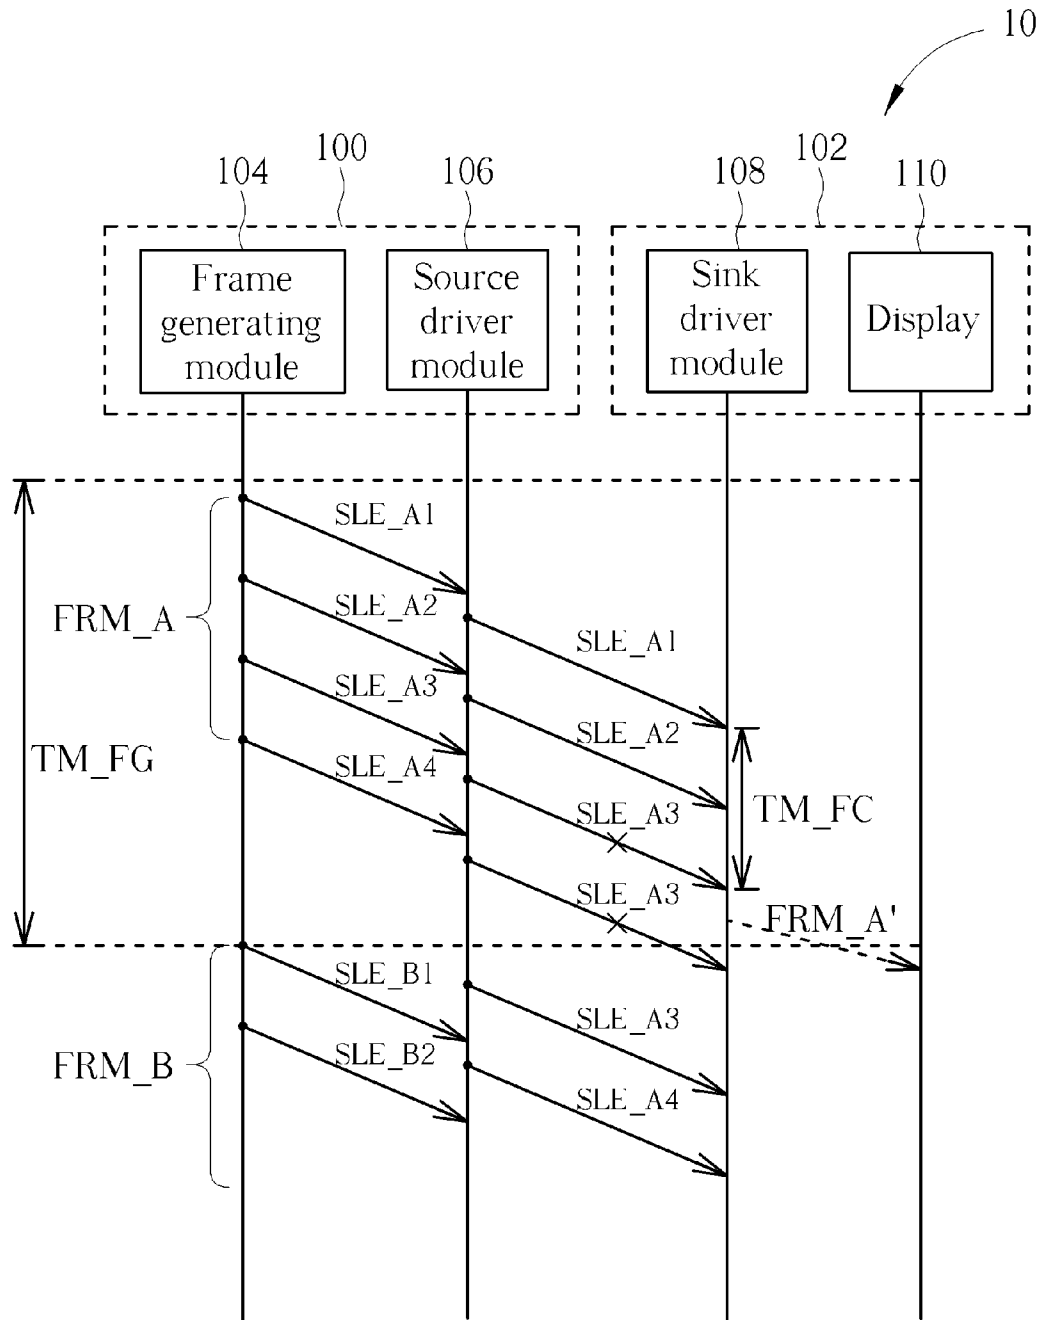 10
100
102
104
106
108
110
Frame
generating
module
Source
driver
module
Sink
driver
module
Display
SLE_A1
SLE_A2
FRM_A
SLE_A1
SLE_A3
SLE_A2
TM_FG
SLE_A4
SLE_A3
TM_FC
SLE_A3
FRM_A'
SLE_B1
SLE_A3
SLE_B2
FRM_B
SLE_A4